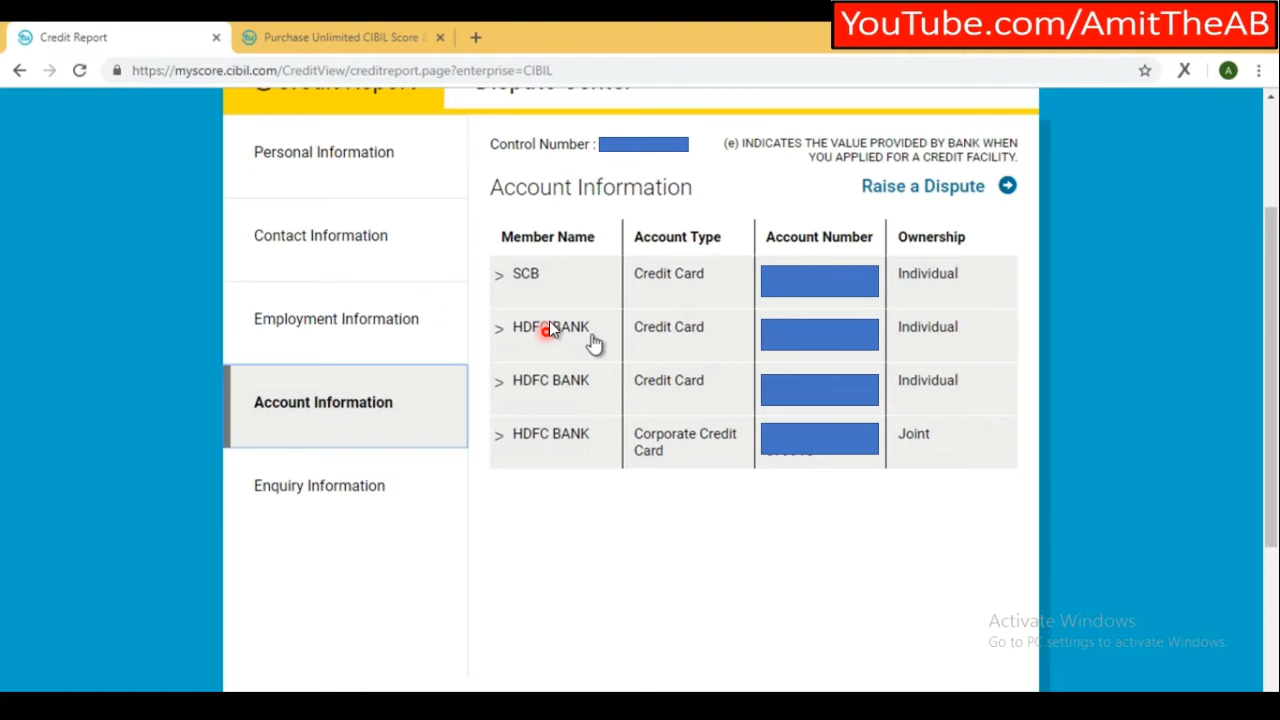 YouTube.com/AmitTheAB
Credit Report
Purchase Unlimited CIBIL Score
https://myscore.cibil.com/CreditView/creditreport.page?enterprise=CIBIL
A
Credit Report
Dispute Center
Control Number :
(e) INDICATES THE VALUE PROVIDED BY BANK WHEN
YOU APPLIED FOR A CREDIT FACILITY.
Personal Information
Contact Information
Employment Information
Account Information
Enquiry Information
Account Information
Raise a Dispute
Member Name Account Type Account Number Ownership
> SCB Credit Card Individual
> HDFC BANK Credit Card Individual
> HDFC BANK Credit Card Individual
> HDFC BANK Corporate Credit Joint
Card
Activate Windows
Go to PC settings to activate Windows.